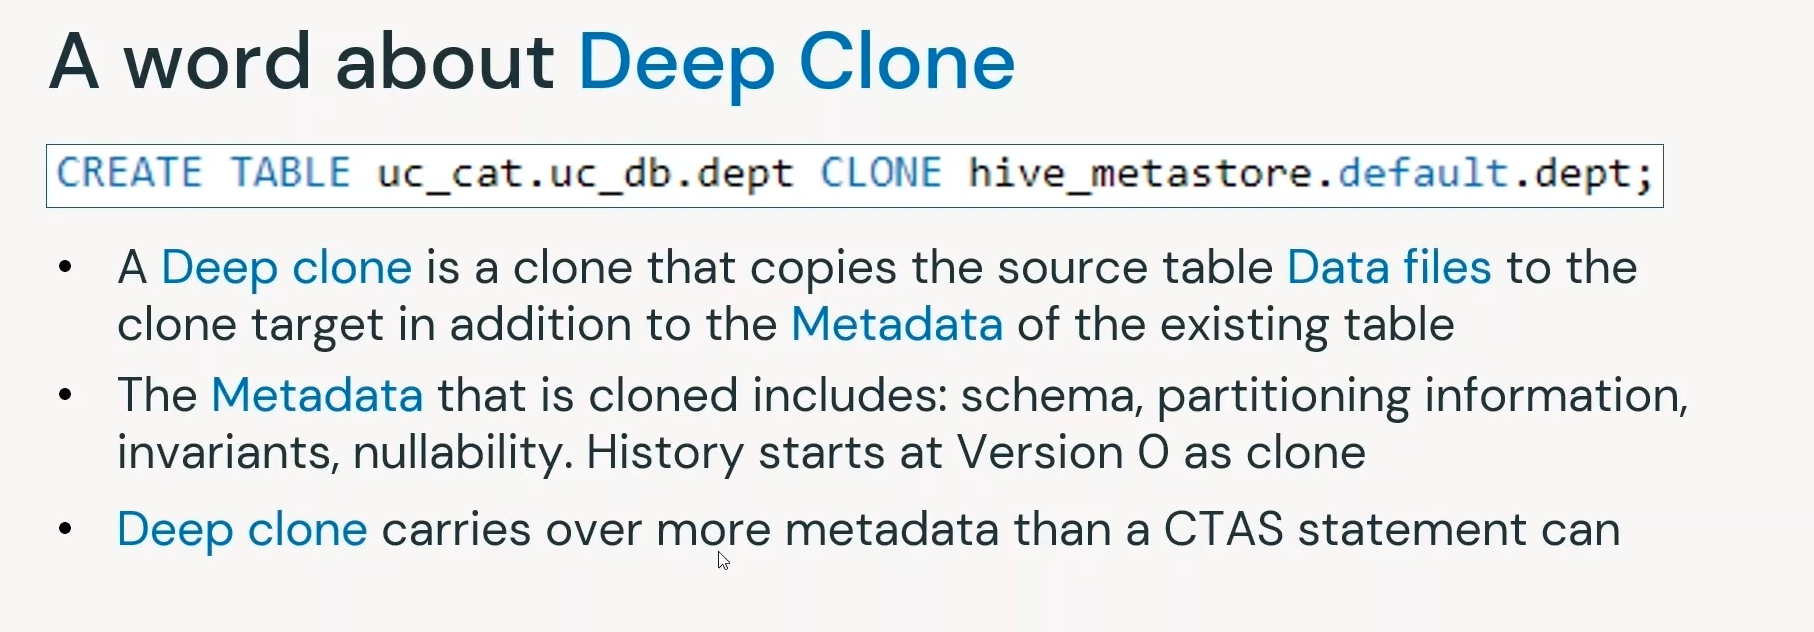 A word about Deep Clone
CREATE TABLE uc_cat.uc_db.dept CLONE hive_metastore.default.dept;
• A Deep clone is a clone that copies the source table Data files to the
clone target in addition to the Metadata of the existing table
• The Metadata that is cloned includes: schema, partitioning information,
invariants, nullability. History starts at Version 0 as clone
• Deep clone carries over more metadata than a CTAS statement can